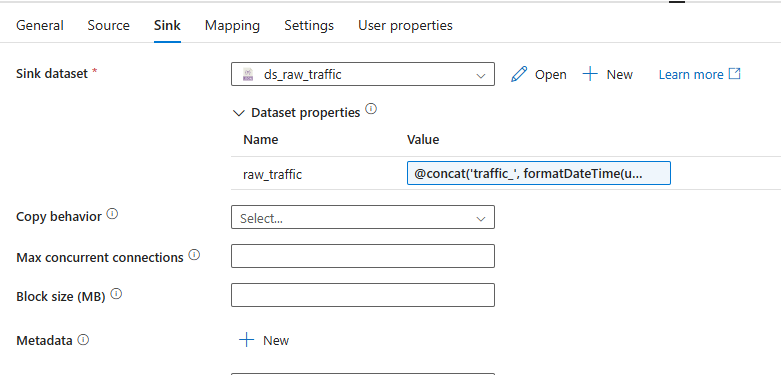 General Source Sink Mapping Settings User properties
Sink dataset * ds_raw_traffic Open New Learn more
Dataset properties
Name Value
raw_traffic @concat('traffic_', formatDateTime(u...
Copy behavior Select...
Max concurrent connections
Block size (MB)
Metadata New